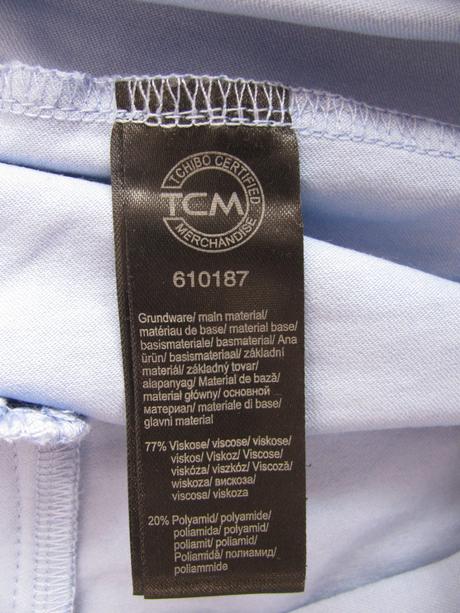 TCHIBO CERTIFIED
TCM
MERCHANDISE
610187
Grundware/ main material/
matériau de base/ material base/
basismateriale/ basmaterial/ Ana
ürün/ basismateriaal/ základní
materiál/ základný tovar/
alapanyag/ Material de bază/
materiał główny/ основной
материал/ materiale di base/
glavni material
77% Viskose/ viscose/ viskose/
viskos/ Viskoz/ Viscose/
viskóza/ viszkóz/ Viscoză/
wiskoza/ вискоза/
viscosa/ viskoza
20% Polyamid/ polyamide/
poliamida/ polyamid/
poliamit/ poliamid/
Poliamidă/ полиамид/
poliammide